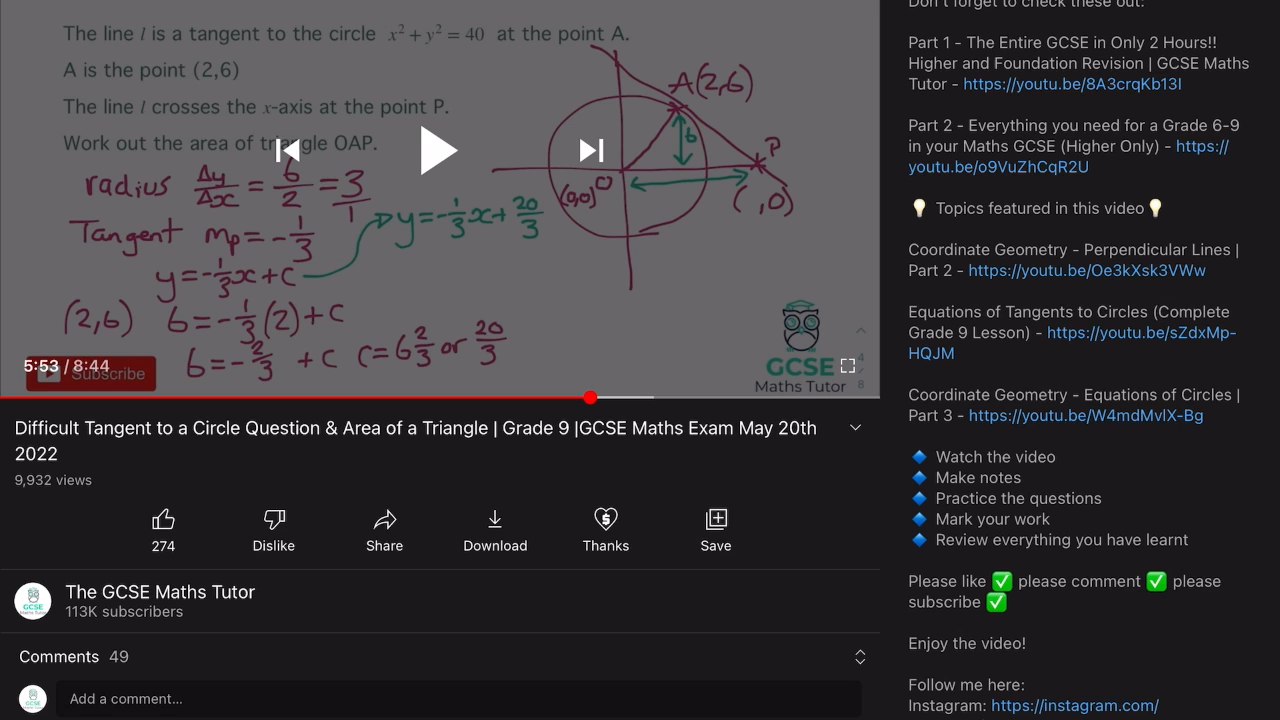 The line l is a tangent to the circle x² + y² = 40 at the point A.
A is the point (2,6)
The line l crosses the x-axis at the point P.
Work out the area of triangle OAP.
radius Δy/Δx = 6/2 = 3/1
Tangent mp = -1/3
y = -1/3x + c
y = -1/3x + 20/3
(2,6) 6 = -1/3(2) + c
6 = -2/3 + c c = 6 2/3 or 20/3
A(2,6)
6
P
(0,0) O
( ,0)
GCSE
Maths Tutor
4
8
5:53 / 8:44
Subscribe
Difficult Tangent to a Circle Question & Area of a Triangle | Grade 9 |GCSE Maths Exam May 20th
2022
9,932 views
274
Dislike
Share
Download
Thanks
Save
The GCSE Maths Tutor
113K subscribers
Comments 49
Add a comment...
Don't forget to check these out:
Part 1 - The Entire GCSE in Only 2 Hours!!
Higher and Foundation Revision | GCSE Maths
Tutor - https://youtu.be/8A3crqKb13I
Part 2 - Everything you need for a Grade 6-9
in your Maths GCSE (Higher Only) - https://
youtu.be/o9VuZhCqR2U
💡 Topics featured in this video💡
Coordinate Geometry - Perpendicular Lines |
Part 2 - https://youtu.be/Oe3kXsk3VWw
Equations of Tangents to Circles (Complete
Grade 9 Lesson) - https://youtu.be/sZdxMp-
HQJM
Coordinate Geometry - Equations of Circles |
Part 3 - https://youtu.be/W4mdMvlX-Bg
🔷 Watch the video
🔷 Make notes
🔷 Practice the questions
🔷 Mark your work
🔷 Review everything you have learnt
Please like ✅ please comment ✅ please
subscribe ✅
Enjoy the video!
Follow me here:
Instagram: https://instagram.com/